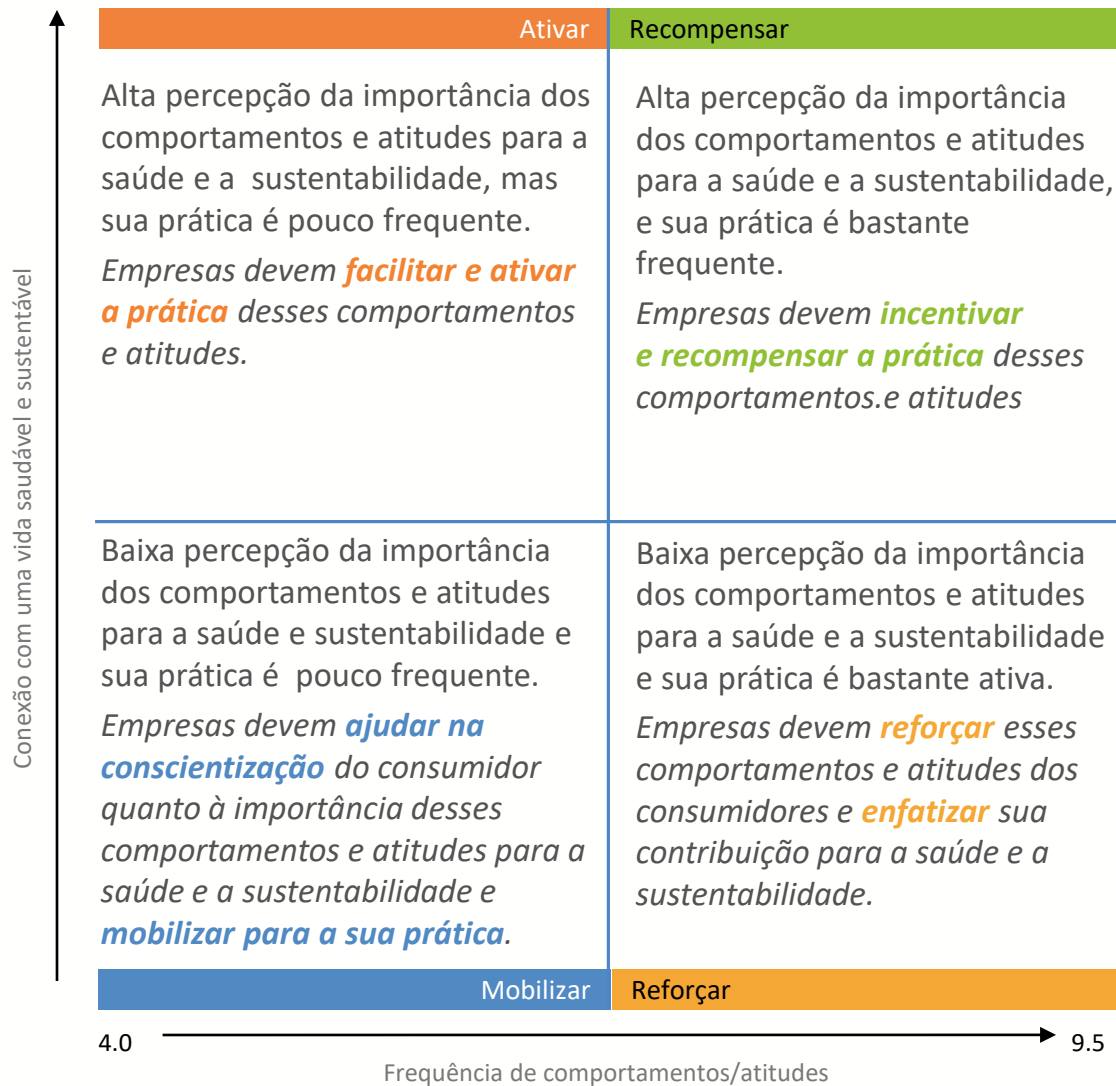 Ativar
Recompensar
Alta percepção da importância dos
comportamentos e atitudes para a
saúde e a  sustentabilidade, mas
sua prática é pouco frequente.
Empresas devem facilitar e ativar
a prática desses comportamentos
e atitudes.
Alta percepção da importância
dos comportamentos e atitudes
para a saúde e a sustentabilidade,
e sua prática é bastante
frequente.
Empresas devem incentivar
e recompensar a prática desses
comportamentos.e atitudes
Conexão com uma vida saudável e sustentável
Baixa percepção da importância
dos comportamentos e atitudes
para a saúde e sustentabilidade e
sua prática é  pouco frequente.
Empresas devem ajudar na
conscientização do consumidor
quanto à importância desses
comportamentos e atitudes para a
saúde e a sustentabilidade e
mobilizar para a sua prática.
Baixa percepção da importância
dos comportamentos e atitudes
para a saúde e a sustentabilidade
e sua prática é bastante ativa.
Empresas devem reforçar esses
comportamentos e atitudes dos
consumidores e enfatizar sua
contribuição para a saúde e a
sustentabilidade.
Mobilizar
Reforçar
4.0
9.5
Frequência de comportamentos/atitudes